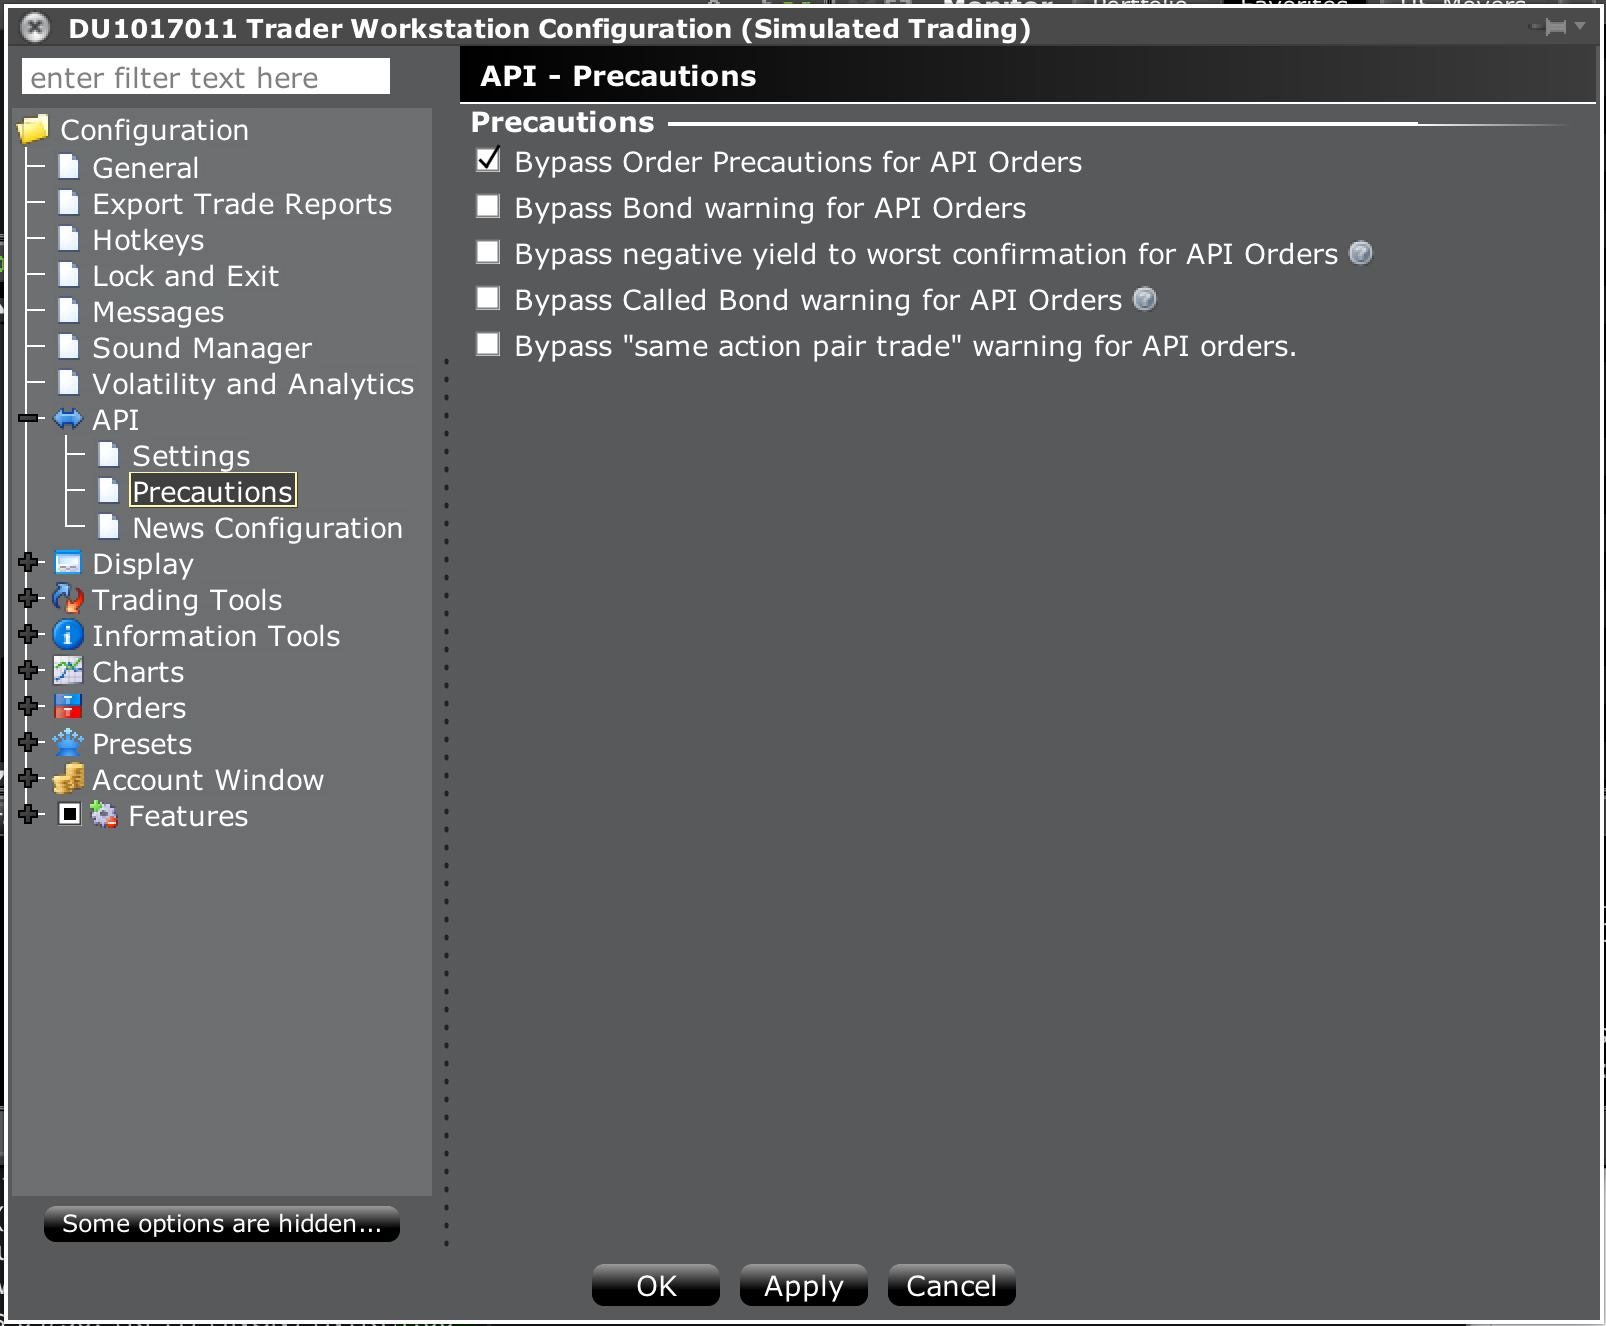 DU1017011 Trader Workstation Configuration (Simulated Trading)
enter filter text here
Configuration
General
Export Trade Reports
Hotkeys
Lock and Exit
Messages
Sound Manager
Volatility and Analytics
API
Settings
Precautions
News Configuration
Display
Trading Tools
Information Tools
Charts
Orders
Presets
Account Window
Features
Some options are hidden...
API - Precautions
Precautions
Bypass Order Precautions for API Orders
Bypass Bond warning for API Orders
Bypass negative yield to worst confirmation for API Orders
Bypass Called Bond warning for API Orders
Bypass "same action pair trade" warning for API orders.
OK
Apply
Cancel